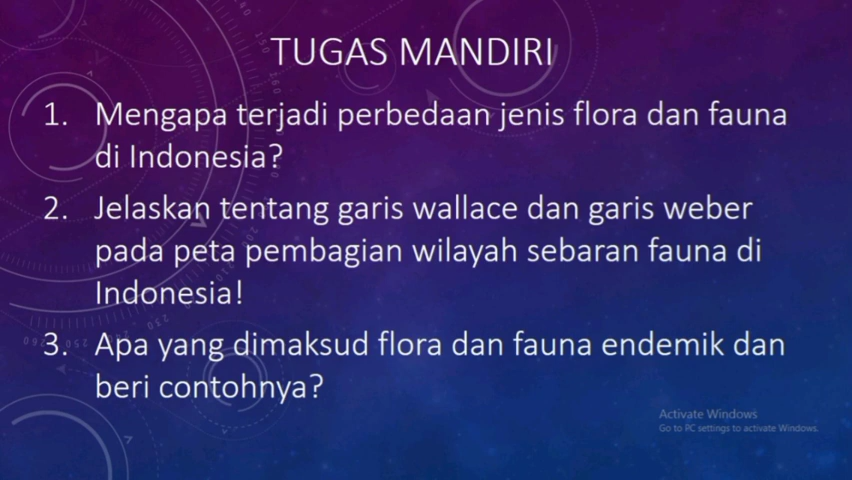 TUGAS MANDIRI
1. Mengapa terjadi perbedaan jenis flora dan fauna
di Indonesia?
2. Jelaskan tentang garis wallace dan garis weber
pada peta pembagian wilayah sebaran fauna di
Indonesia!
3. Apa yang dimaksud flora dan fauna endemik dan
beri contohnya?
Activate Windows
Go to PC settings to activate Windows.